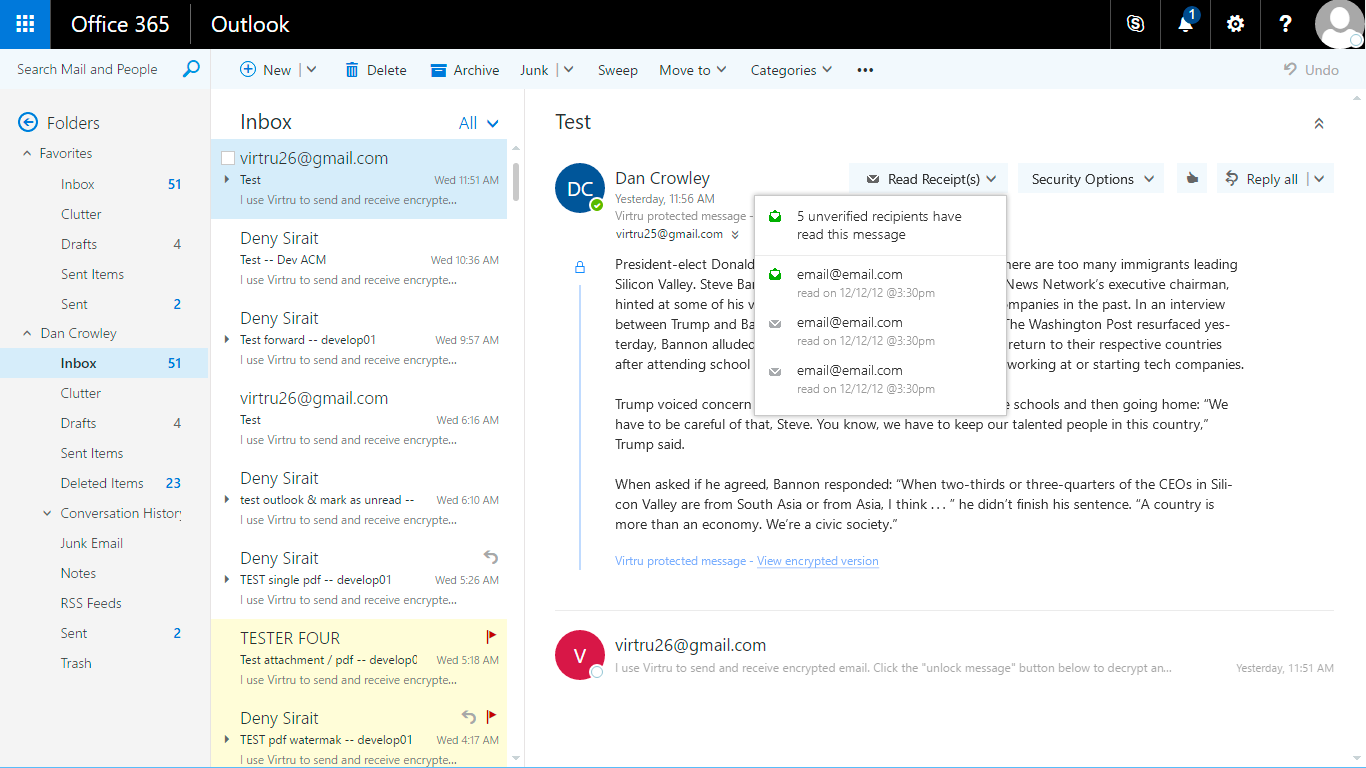 Office 365
Outlook
1
?
Search Mail and People
New
Delete
Archive
Junk
Sweep
Move to
Categories
•••
Undo
Folders
Favorites
Inbox 51
Clutter
Drafts 4
Sent Items
Sent 2
Dan Crowley
Inbox 51
Clutter
Drafts 4
Sent Items
Deleted Items 23
Conversation History
Junk Email
Notes
RSS Feeds
Sent 2
Trash
Inbox All
virtru26@gmail.com
Test Wed 11:51 AM
I use Virtru to send and receive encrypte...
Deny Sirait
Test -- Dev ACM Wed 10:36 AM
I use Virtru to send and receive encrypte...
Deny Sirait
Test forward -- develop01 Wed 9:57 AM
I use Virtru to send and receive encrypte...
virtru26@gmail.com
Test Wed 6:16 AM
I use Virtru to send and receive encrypte...
Deny Sirait
test outlook & mark as unread -- Wed 6:10 AM
I use Virtru to send and receive encrypte...
Deny Sirait
TEST single pdf -- develop01 Wed 5:26 AM
I use Virtru to send and receive encrypte...
TESTER FOUR
Test attachment / pdf -- develop0 Wed 5:18 AM
I use Virtru to send and receive encrypte...
Deny Sirait
TEST pdf watermak -- develop01 Wed 4:17 AM
I use Virtru to send and receive encrypte...
Test
DC
Dan Crowley
Yesterday, 11:56 AM
Virtru protected message -
virtru25@gmail.com
Read Receipt(s)
Security Options
Reply all
5 unverified recipients have
read this message
email@email.com
read on 12/12/12 @3:30pm
email@email.com
read on 12/12/12 @3:30pm
email@email.com
read on 12/12/12 @3:30pm
President-elect Donald here are too many immigrants leading
Silicon Valley. Steve Ban News Network's executive chairman,
hinted at some of his v mpanies in the past. In an interview
between Trump and Ba The Washington Post resurfaced yes-
terday, Bannon alluded return to their respective countries
after attending school working at or starting tech companies.
Trump voiced concern e schools and then going home: “We
have to be careful of that, Steve. You know, we have to keep our talented people in this country,”
Trump said.
When asked if he agreed, Bannon responded: “When two-thirds or three-quarters of the CEOs in Sili-
con Valley are from South Asia or from Asia, I think . . . ” he didn’t finish his sentence. “A country is
more than an economy. We’re a civic society.”
Virtru protected message - View encrypted version
V
virtru26@gmail.com
I use Virtru to send and receive encrypted email. Click the "unlock message" button below to decrypt an... Yesterday, 11:51 AM